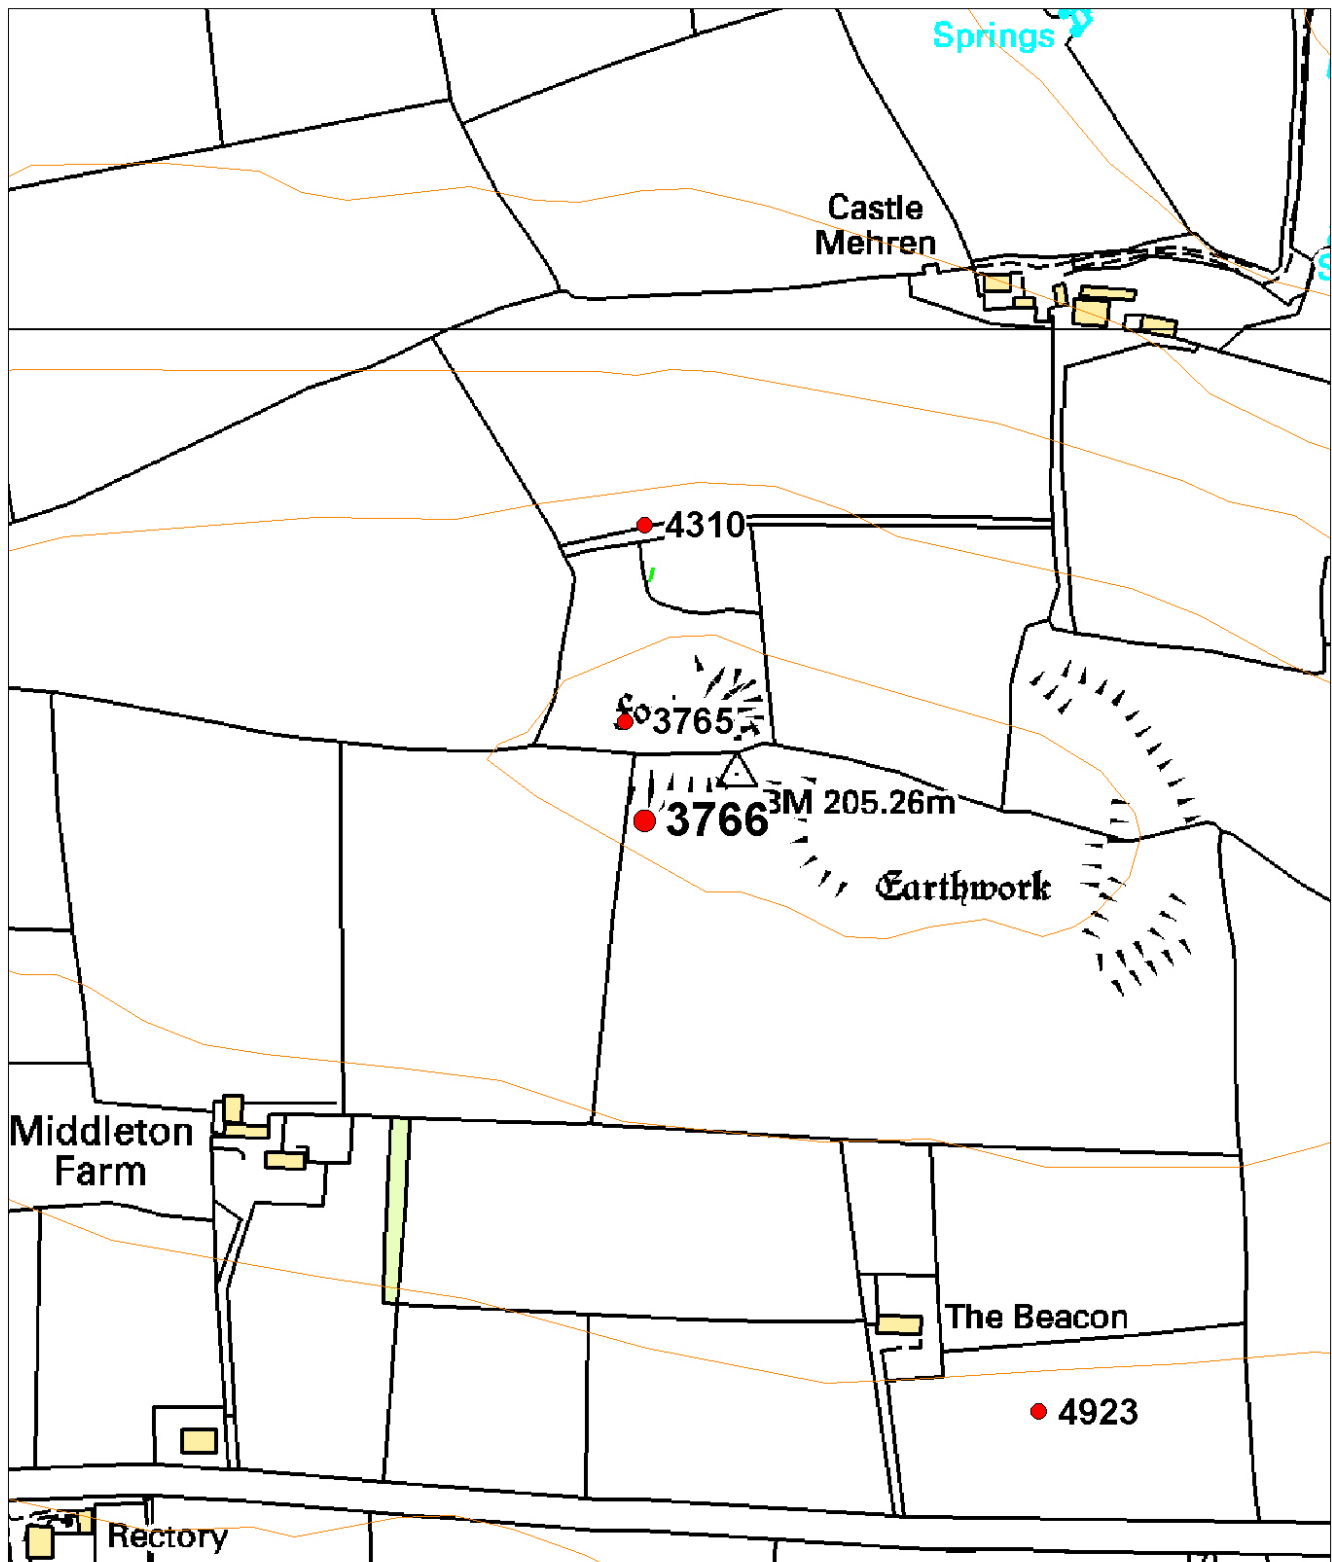 Springs
Castle
Mehren
S
4310
3765
BM 205.26m
3766
Earthwork
Middleton
Farm
The Beacon
4923
Rectory